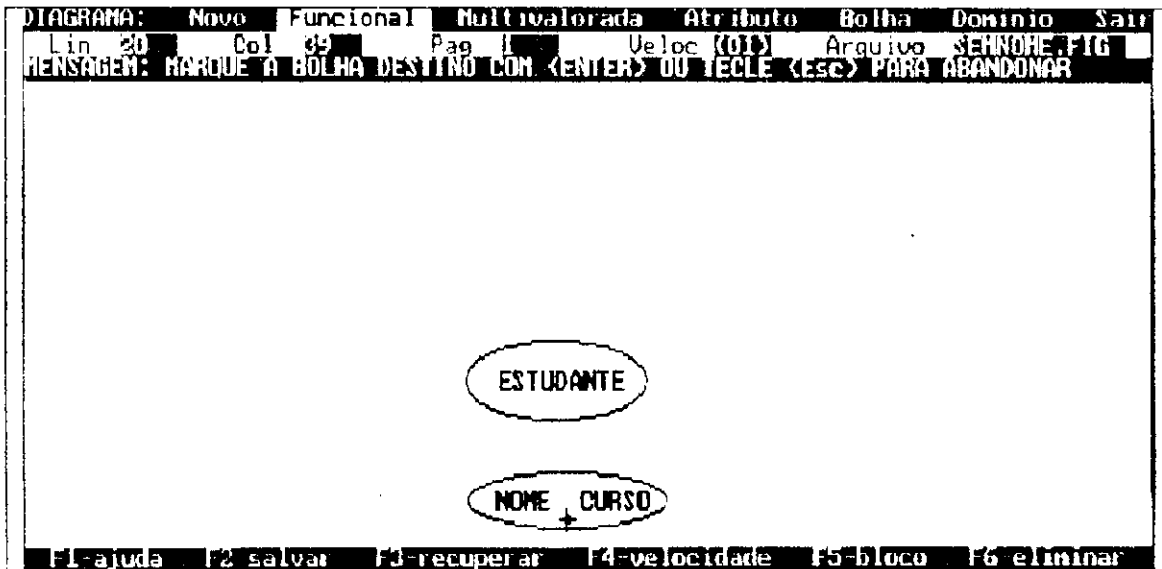 DIAGRAMA: Novo Funcional Multivalorada Atributo Bolha Dominio Sair
Lin 20 Col 39 Pag 1 Veloc (01) Arquivo SEMNOME.FIG
MENSAGEM: MARQUE A BOLHA DESTINO COM <ENTER> OU TECLE <Esc> PARA ABANDONAR
ESTUDANTE
NOME CURSO
F1-ajuda F2-salvar F3-recuperar F4-velocidade F5-bloco F6-eliminar